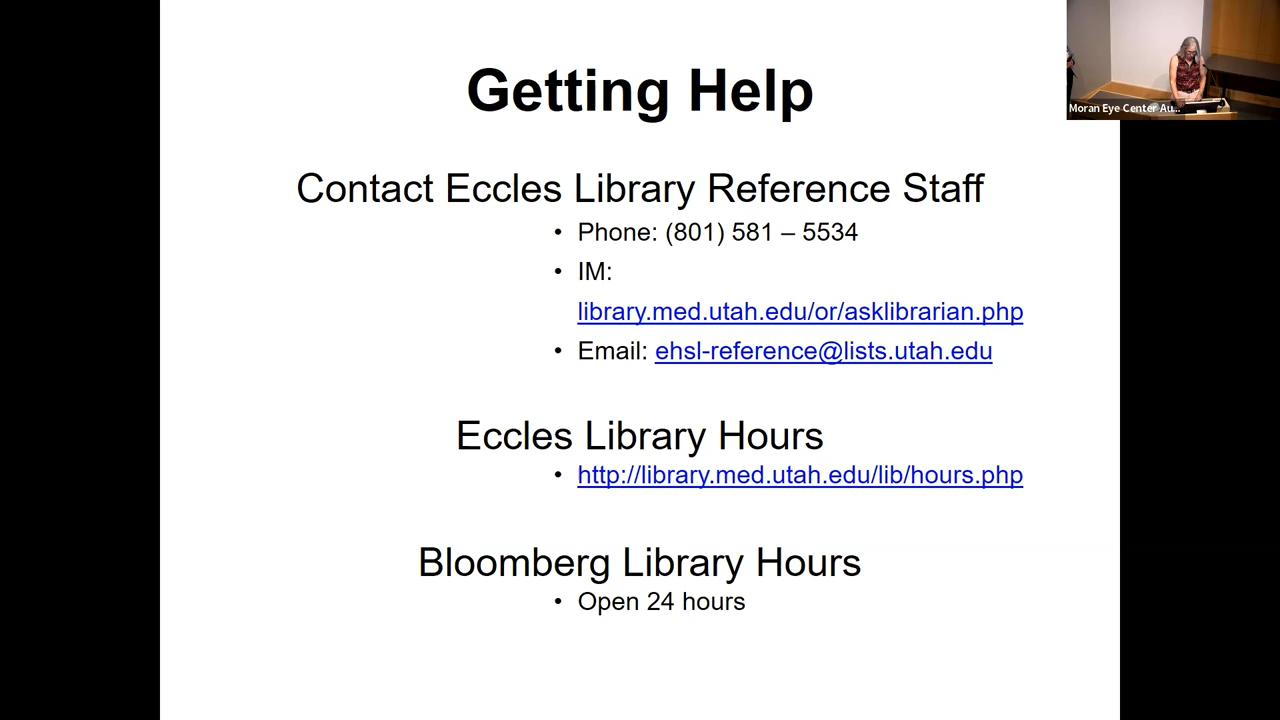 Getting Help
Contact Eccles Library Reference Staff
• Phone: (801) 581 – 5534
• IM:
library.med.utah.edu/or/asklibrarian.php
• Email: ehsl-reference@lists.utah.edu
Eccles Library Hours
• http://library.med.utah.edu/lib/hours.php
Bloomberg Library Hours
• Open 24 hours
Moran Eye Center Au...